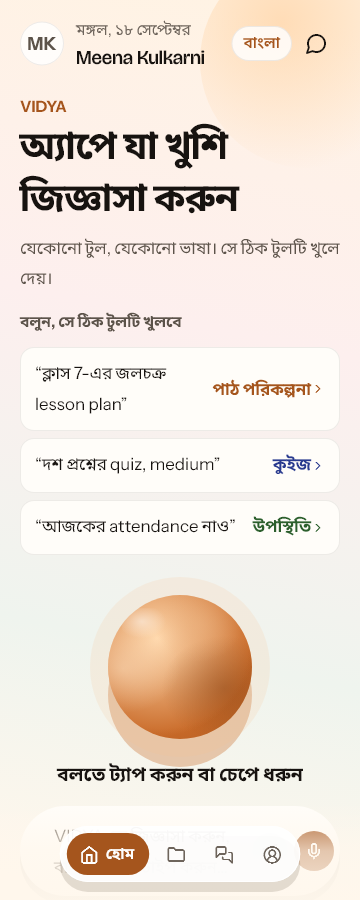 MK
মঙ্গল, ১৮ সেপ্টেম্বর
Meena Kulkarni
বাংলা
VIDYA
অ্যাপে যা খুশি
জিজ্ঞাসা করুন
যেকোনো টুল, যেকোনো ভাষা। সে ঠিক টুলটি খুলে
দেয়।
বলুন, সে ঠিক টুলটি খুলবে
“ক্লাস 7-এর জলচক্র
lesson plan” পাঠ পরিকল্পনা
“দশ প্রশ্নের quiz, medium” কুইজ
“আজকের attendance নাও” উপস্থিতি
বলতে ট্যাপ করুন বা চেপে ধরুন
হোম